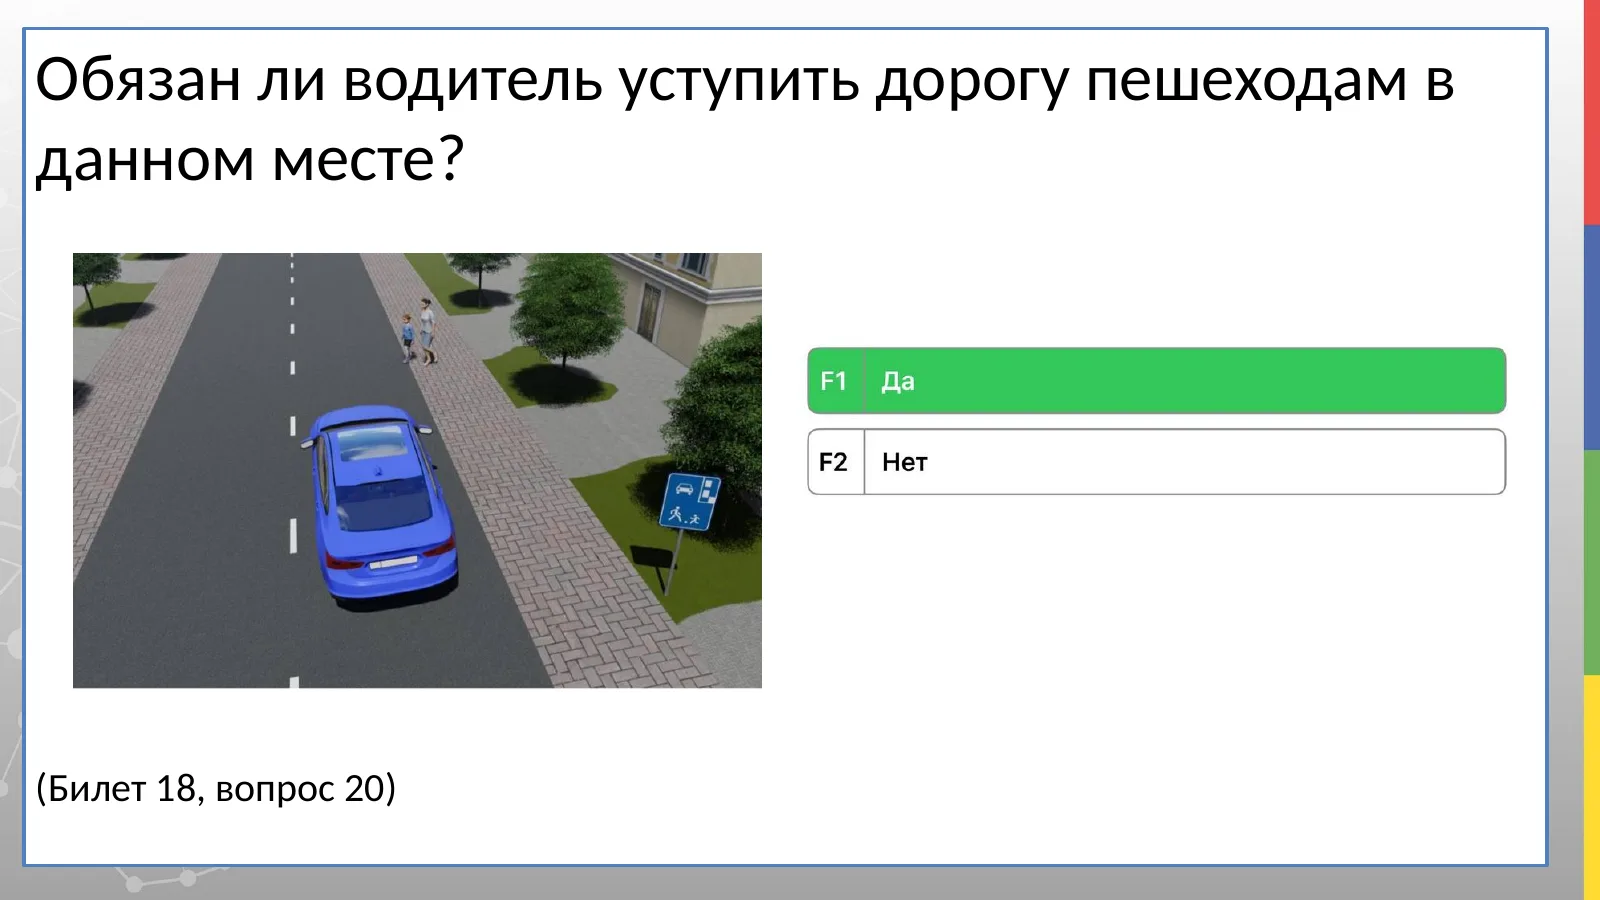 Обязан ли водитель уступить дорогу пешеходам в
данном месте?
F1 Да
F2 Нет
(Билет 18, вопрос 20)